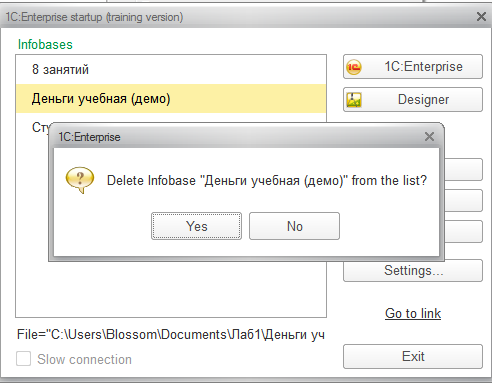 1C:Enterprise startup (training version)
Infobases
8 занятий
1C:Enterprise
Деньги учебная (демо)
Designer
1C:Enterprise
Delete Infobase "Деньги учебная (демо)" from the list?
Yes
No
Settings...
Go to link
File="C:\Users\Blossom\Documents\Лаб1\Деньги уч
Slow connection
Exit